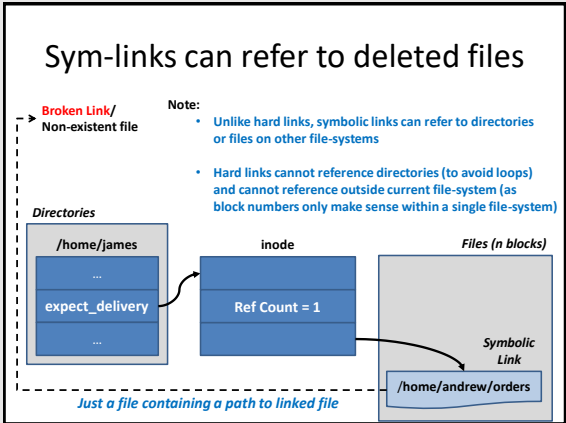 Sym-links can refer to deleted files
Broken Link/
Non-existent file
Note:
• Unlike hard links, symbolic links can refer to directories
or files on other file-systems
• Hard links cannot reference directories (to avoid loops)
and cannot reference outside current file-system (as
block numbers only make sense within a single file-system)
Directories
/home/james
...
expect_delivery
...
inode
Ref Count = 1
Files (n blocks)
Symbolic
Link
/home/andrew/orders
Just a file containing a path to linked file